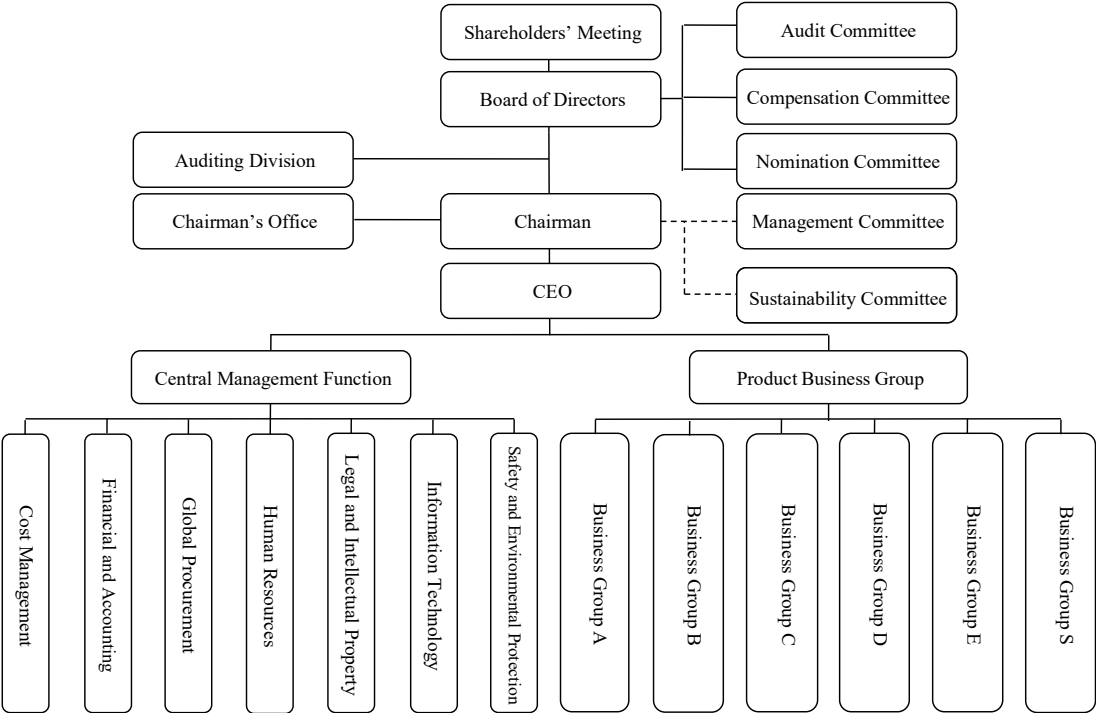 Shareholders’ Meeting
Audit Committee
Board of Directors
Compensation Committee
Auditing Division
Nomination Committee
Chairman’s Office
Chairman
Management Committee
CEO
Sustainability Committee
Central Management Function
Product Business Group
Cost Management
Financial and Accounting
Global Procurement
Human Resources
Legal and Intellectual Property
Information Technology
Safety and Environmental Protection
Business Group A
Business Group B
Business Group C
Business Group D
Business Group E
Business Group S